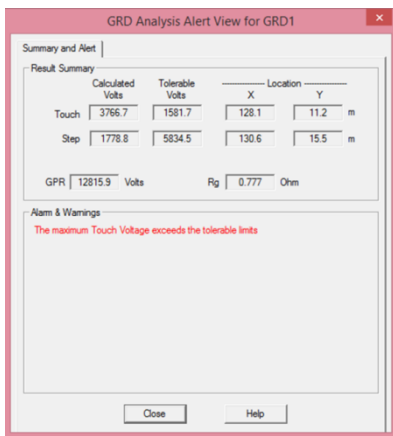 GRD Analysis Alert View for GRD1
Summary and Alert
Result Summary
Calculated Volts Tolerable Volts Location X Y
Touch 3766.7 1581.7 128.1 11.2 m
Step 1778.8 5834.5 130.6 15.5 m
GPR 12815.9 Volts Rg 0.777 Ohm
Alarm & Warnings
The maximum Touch Voltage exceeds the tolerable limits
Close Help